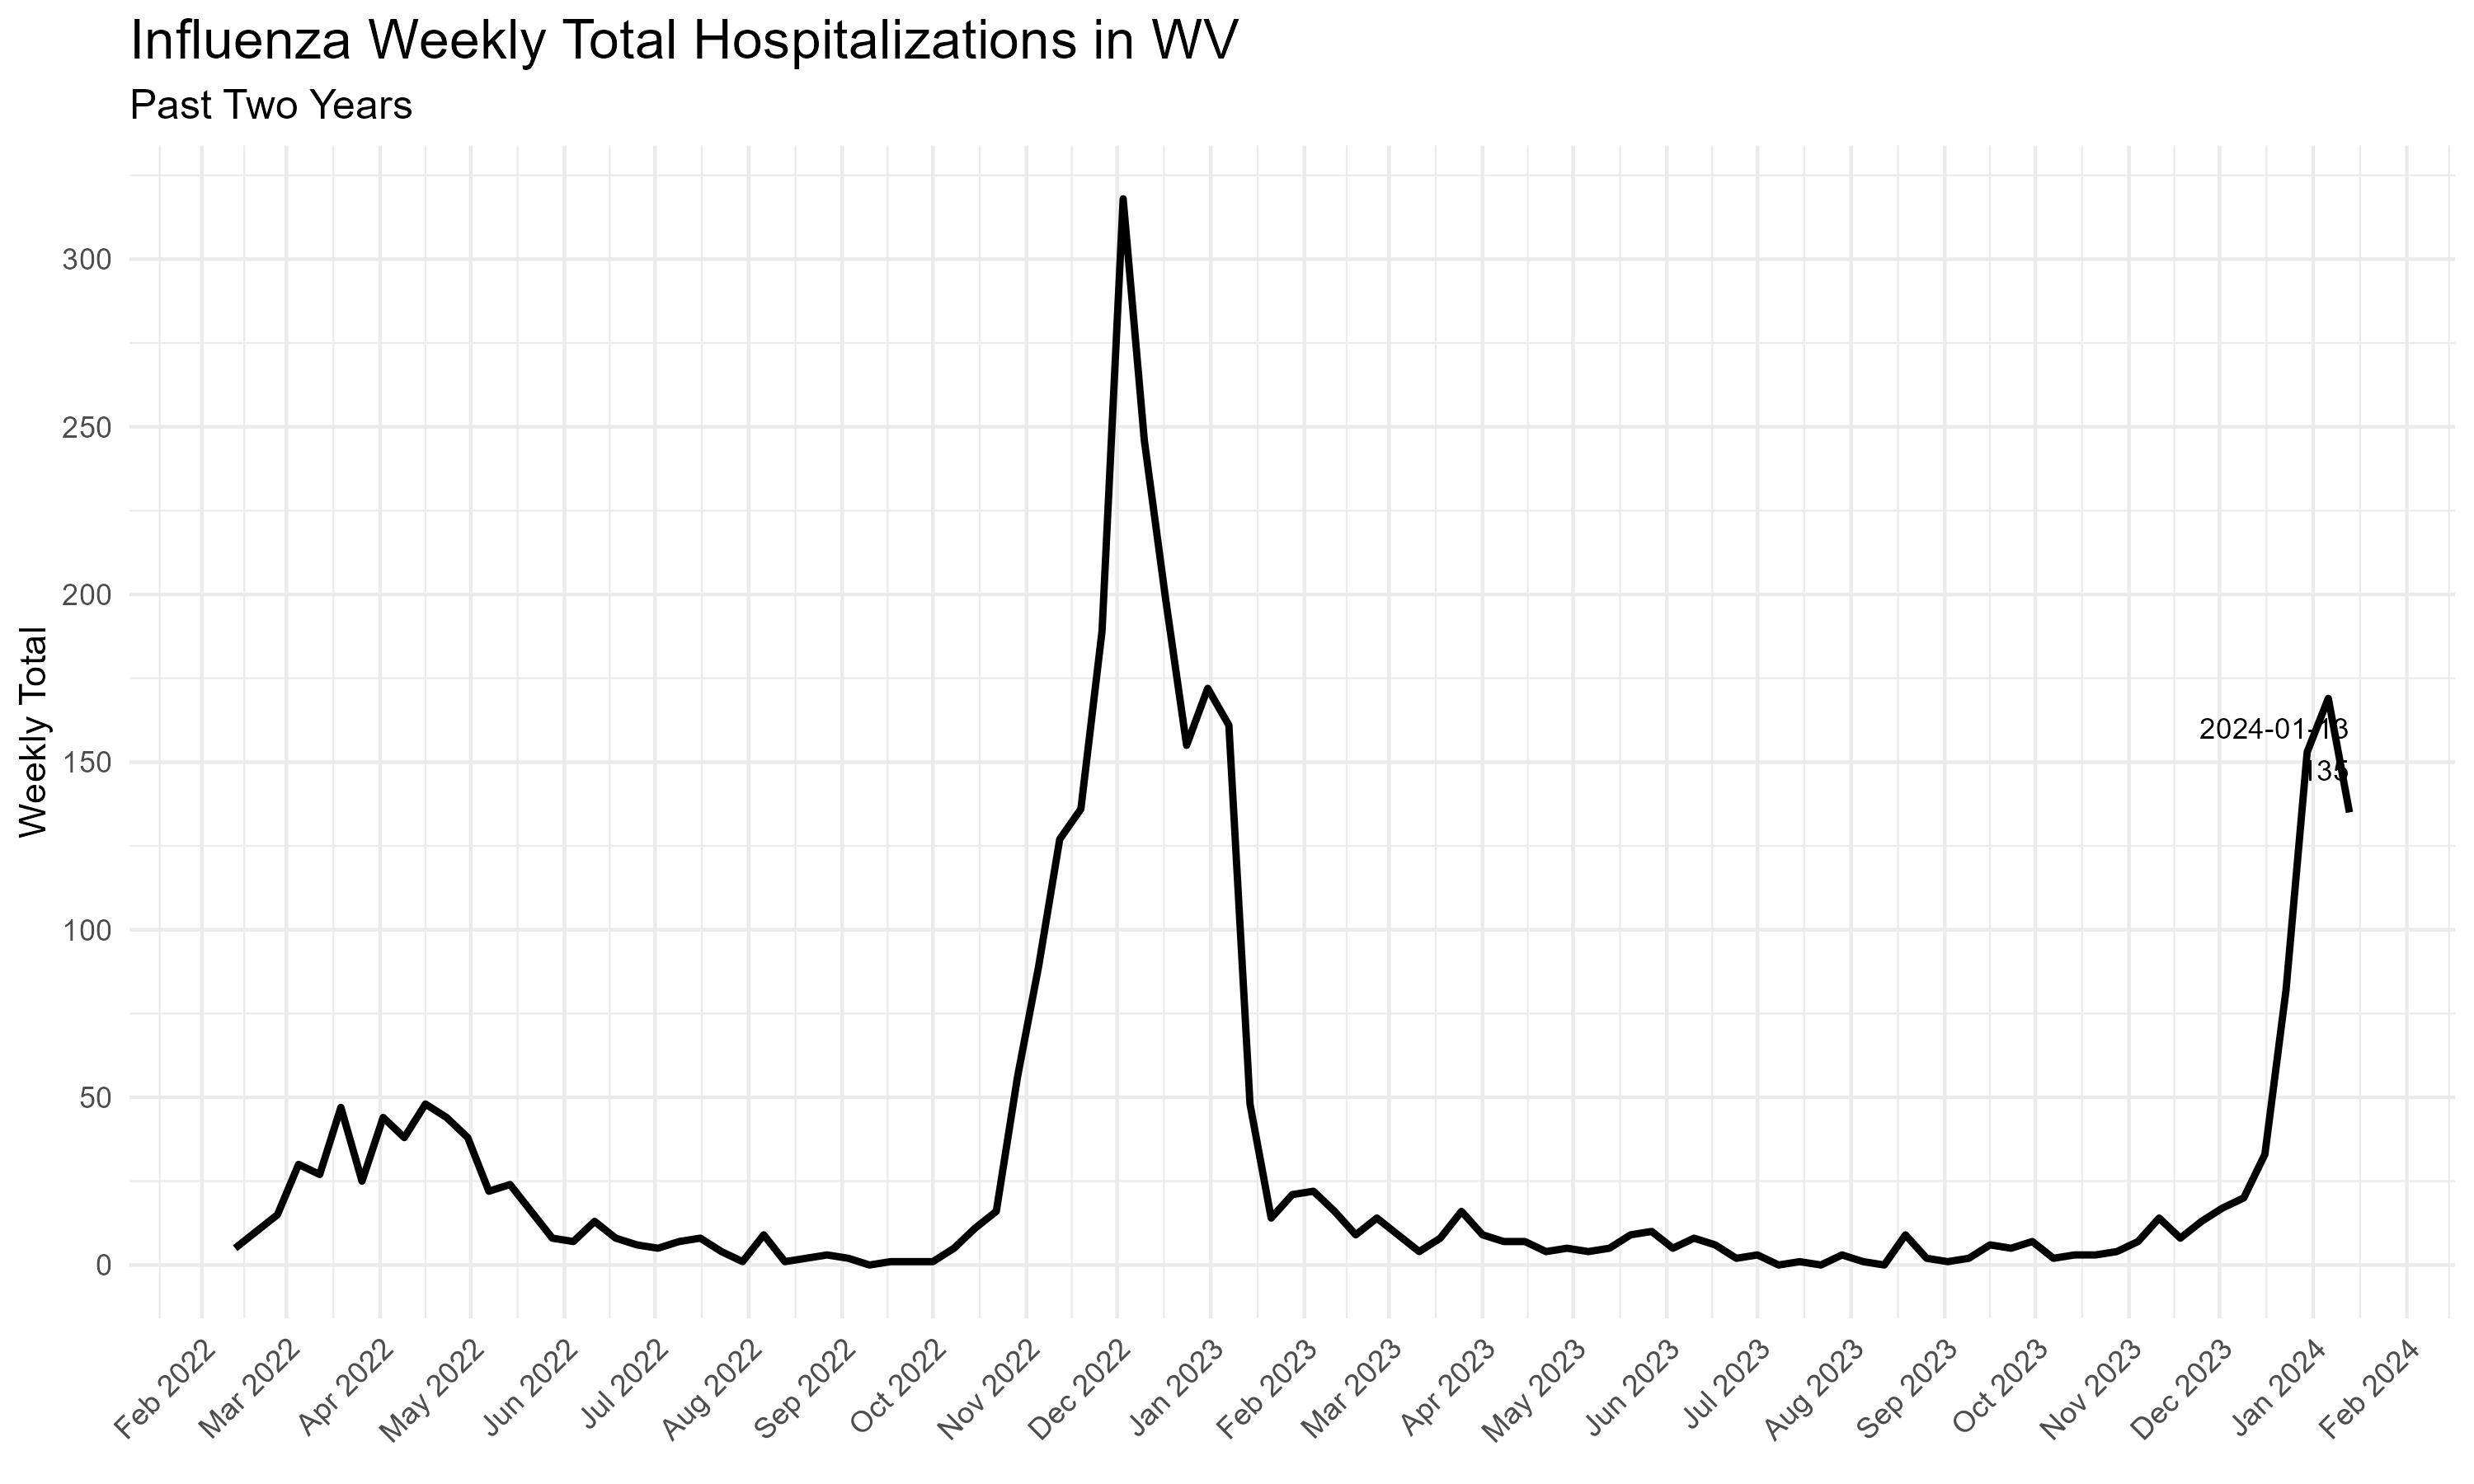 Influenza Weekly Total Hospitalizations in WV
Past Two Years
Weekly Total
300
250
200
150
100
50
0
2024-01-13
135
Feb 2022
Mar 2022
Apr 2022
May 2022
Jun 2022
Jul 2022
Aug 2022
Sep 2022
Oct 2022
Nov 2022
Dec 2022
Jan 2023
Feb 2023
Mar 2023
Apr 2023
May 2023
Jun 2023
Jul 2023
Aug 2023
Sep 2023
Oct 2023
Nov 2023
Dec 2023
Jan 2024
Feb 2024